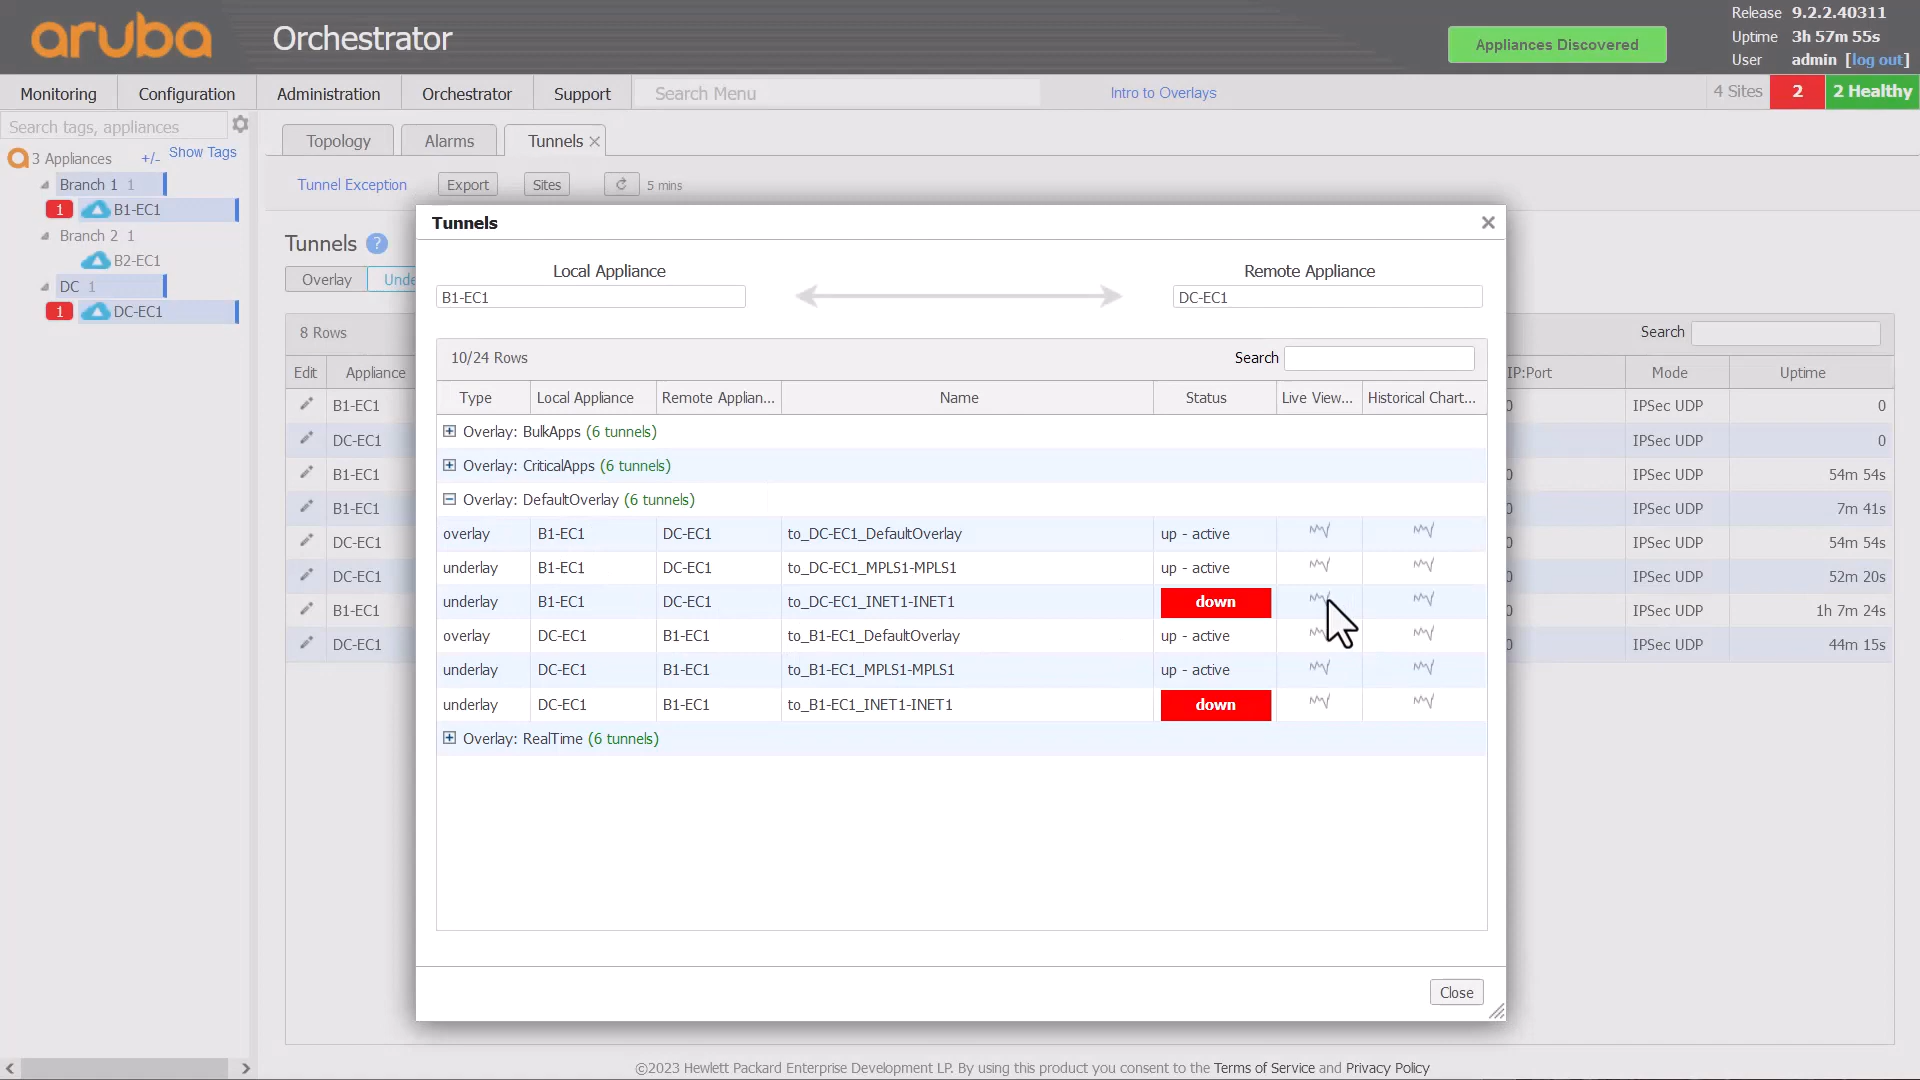 aruba
Orchestrator
Appliances Discovered
Release 9.2.2.40311
Uptime 3h 57m 55s
User admin [log out]
Monitoring Configuration Administration Orchestrator Support Search Menu Intro to Overlays 4 Sites 2 2 Healthy
Search tags, appliances
3 Appliances +/- Show Tags
Branch 1 1
1 B1-EC1
Branch 2 1
B2-EC1
DC 1
1 DC-EC1
Topology Alarms Tunnels
Tunnel Exception Export Sites 5 mins
Tunnels ?
Overlay Unde
8 Rows Search
Edit Appliance IP:Port Mode Uptime
B1-EC1 0 IPSec UDP 0
DC-EC1 IPSec UDP 0
B1-EC1 0 IPSec UDP 54m 54s
B1-EC1 0 IPSec UDP 7m 41s
DC-EC1 0 IPSec UDP 54m 54s
DC-EC1 0 IPSec UDP 52m 20s
B1-EC1 0 IPSec UDP 1h 7m 24s
DC-EC1 0 IPSec UDP 44m 15s
Tunnels
Local Appliance Remote Appliance
B1-EC1 DC-EC1
10/24 Rows Search
Type Local Appliance Remote Applian... Name Status Live View... Historical Chart...
Overlay: BulkApps (6 tunnels)
Overlay: CriticalApps (6 tunnels)
Overlay: DefaultOverlay (6 tunnels)
overlay B1-EC1 DC-EC1 to_DC-EC1_DefaultOverlay up - active
underlay B1-EC1 DC-EC1 to_DC-EC1_MPLS1-MPLS1 up - active
underlay B1-EC1 DC-EC1 to_DC-EC1_INET1-INET1 down
overlay DC-EC1 B1-EC1 to_B1-EC1_DefaultOverlay up - active
underlay DC-EC1 B1-EC1 to_B1-EC1_MPLS1-MPLS1 up - active
underlay DC-EC1 B1-EC1 to_B1-EC1_INET1-INET1 down
Overlay: RealTime (6 tunnels)
Close
©2023 Hewlett Packard Enterprise Development LP. By using this product you consent to the Terms of Service and Privacy Policy